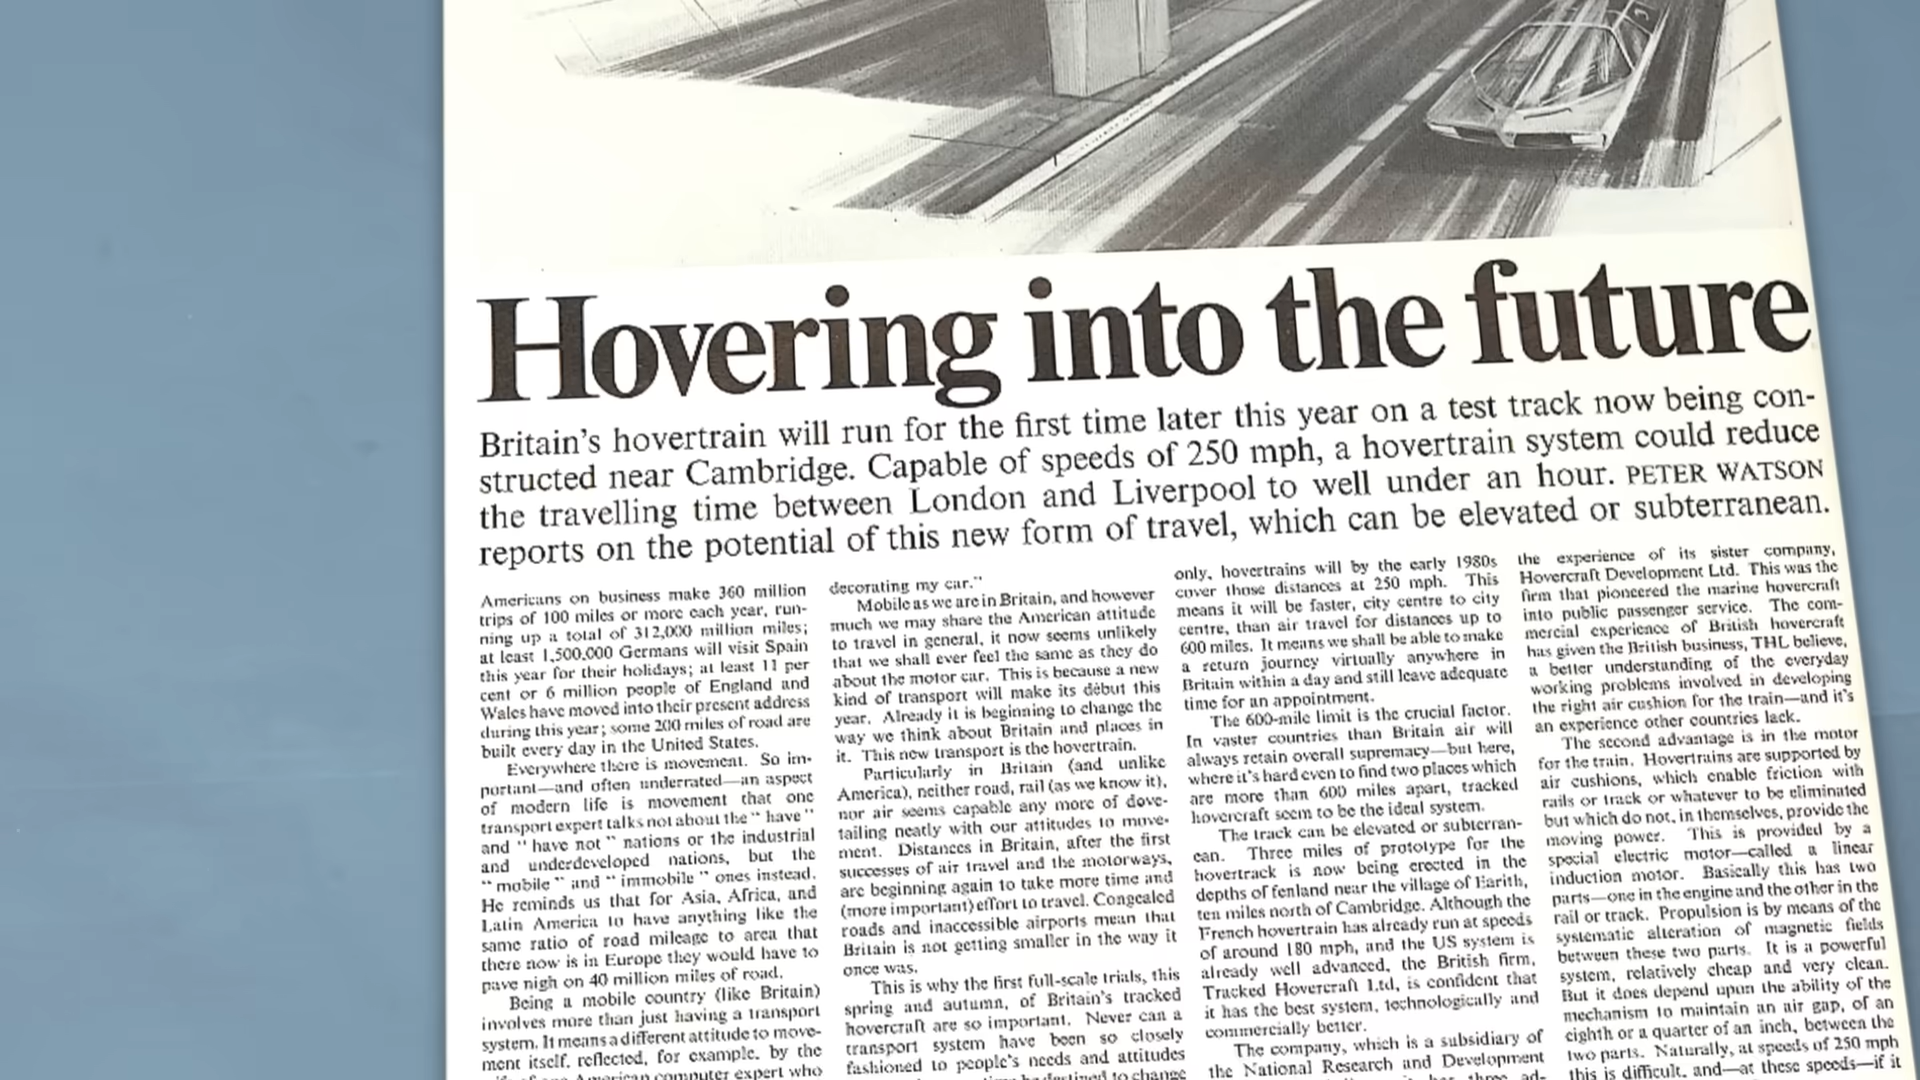 Hovering into the future
Britain's hovertrain will run for the first time later this year on a test track now being con-
structed near Cambridge. Capable of speeds of 250 mph, a hovertrain system could reduce
the travelling time between London and Liverpool to well under an hour. PETER WATSON
reports on the potential of this new form of travel, which can be elevated or subterranean.
Americans on business make 360 million
trips of 100 miles or more each year, run-
ning up a total of 312,000 million miles;
at least 1,500,000 Germans will visit Spain
this year for their holidays; at least 11 per
cent or 6 million people of England and
Wales have moved into their present address
during this year; some 200 miles of road are
built every day in the United States.
Everywhere there is movement. So im-
portant—and often underrated—an aspect
of modern life is movement that one
transport expert talks not about the " have "
and " have not " nations or the industrial
and underdeveloped nations, but the
" mobile " and " immobile " ones instead.
He reminds us that for Asia, Africa, and
Latin America to have anything like the
same ratio of road mileage to area that
there now is in Europe they would have to
pave nigh on 40 million miles of road.
Being a mobile country (like Britain)
involves more than just having a transport
system. It means a different attitude to move-
ment itself, reflected, for example, by the
American computer expert who
decorating my car."
Mobile as we are in Britain, and however
much we may share the American attitude
to travel in general, it now seems unlikely
that we shall ever feel the same as they do
about the motor car. This is because a new
kind of transport will make its début this
year. Already it is beginning to change the
way we think about Britain and places in
it. This new transport is the hovertrain.
Particularly in Britain (and unlike
America), neither road, rail (as we know it),
nor air seems capable any more of dove-
tailing neatly with our attitudes to move-
ment. Distances in Britain, after the first
successes of air travel and the motorways,
are beginning again to take more time and
(more important) effort to travel. Congealed
roads and inaccessible airports mean that
Britain is not getting smaller in the way it
once was.
This is why the first full-scale trials, this
spring and autumn, of Britain's tracked
hovercraft are so important. Never can a
transport system have been so closely
fashioned to people's needs and attitudes
destined to change
only, hovertrains will by the early 1980s
cover those distances at 250 mph. This
means it will be faster, city centre to city
centre, than air travel for distances up to
600 miles. It means we shall be able to make
a return journey virtually anywhere in
Britain within a day and still leave adequate
time for an appointment.
The 600-mile limit is the crucial factor.
In vaster countries than Britain air will
always retain overall supremacy—but here,
where it's hard even to find two places which
are more than 600 miles apart, tracked
hovercraft seem to be the ideal system.
The track can be elevated or subterran-
ean. Three miles of prototype for the
hovertrack is now being erected in the
depths of fenland near the village of Earith,
ten miles north of Cambridge. Although the
French hovertrain has already run at speeds
of around 180 mph, and the US system is
already well advanced, the British firm,
Tracked Hovercraft Ltd, is confident that
it has the best system, technologically and
commercially better.
The company, which is a subsidiary of
the National Research and Development
three ad-
the experience of its sister company,
Hovercraft Development Ltd. This was the
firm that pioneered the marine hovercraft
into public passenger service. The com-
mercial experience of British hovercraft
has given the British business, THL believe,
a better understanding of the everyday
working problems involved in developing
the right air cushion for the train—and it's
an experience other countries lack.
The second advantage is in the motor
for the train. Hovertrains are supported by
air cushions, which enable friction with
rails or track or whatever to be eliminated
but which do not, in themselves, provide the
moving power. This is provided by a
special electric motor—called a linear
induction motor. Basically this has two
parts—one in the engine and the other in the
rail or track. Propulsion is by means of the
systematic alteration of magnetic fields
between these two parts. It is a powerful
system, relatively cheap and very clean.
But it does depend upon the ability of the
mechanism to maintain an air gap, of an
eighth or a quarter of an inch, between the
two parts. Naturally, at speeds of 250 mph
this is difficult, and—at these speeds—if it